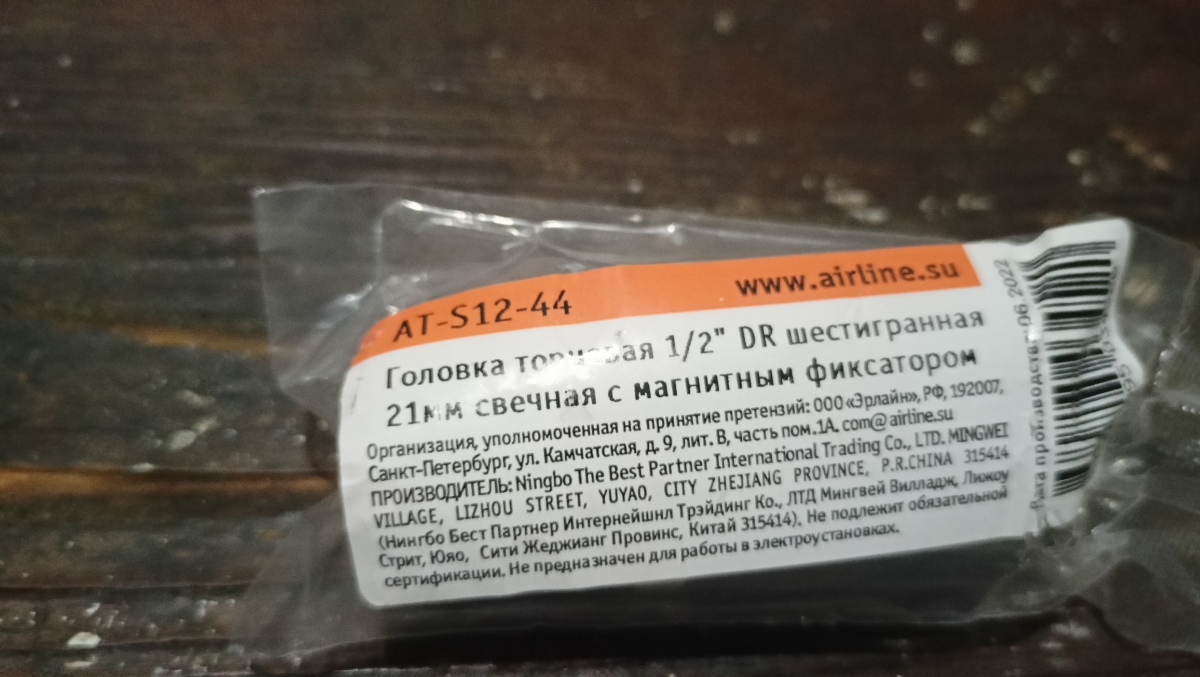 AT-S12-44
www.airline.su
Головка торцовая 1/2" DR шестигранная
21мм свечная с магнитным фиксатором
Организация, уполномоченная на принятие претензий: ООО «Эрлайн», РФ, 192007,
Санкт-Петербург, ул. Камчатская, д. 9, лит. В, часть пом.1А, com@airline.su
ПРОИЗВОДИТЕЛЬ: Ningbo The Best Partner International Trading Co., LTD. MINGWEI
VILLAGE, LIZHOU STREET, YUYAO, CITY ZHEJIANG PROVINCE, P.R.CHINA 315414
(Нингбо Бест Партнер Интернейшнл Трэйдинг Ко., ЛТД Мингвей Вилладж, Лижоу
Стрит, Юяо, Сити Жеджианг Провинс, Китай 315414). Не подлежит обязательной
сертификации. Не предназначен для работы в электроустановках.
Дата производства 06.2022